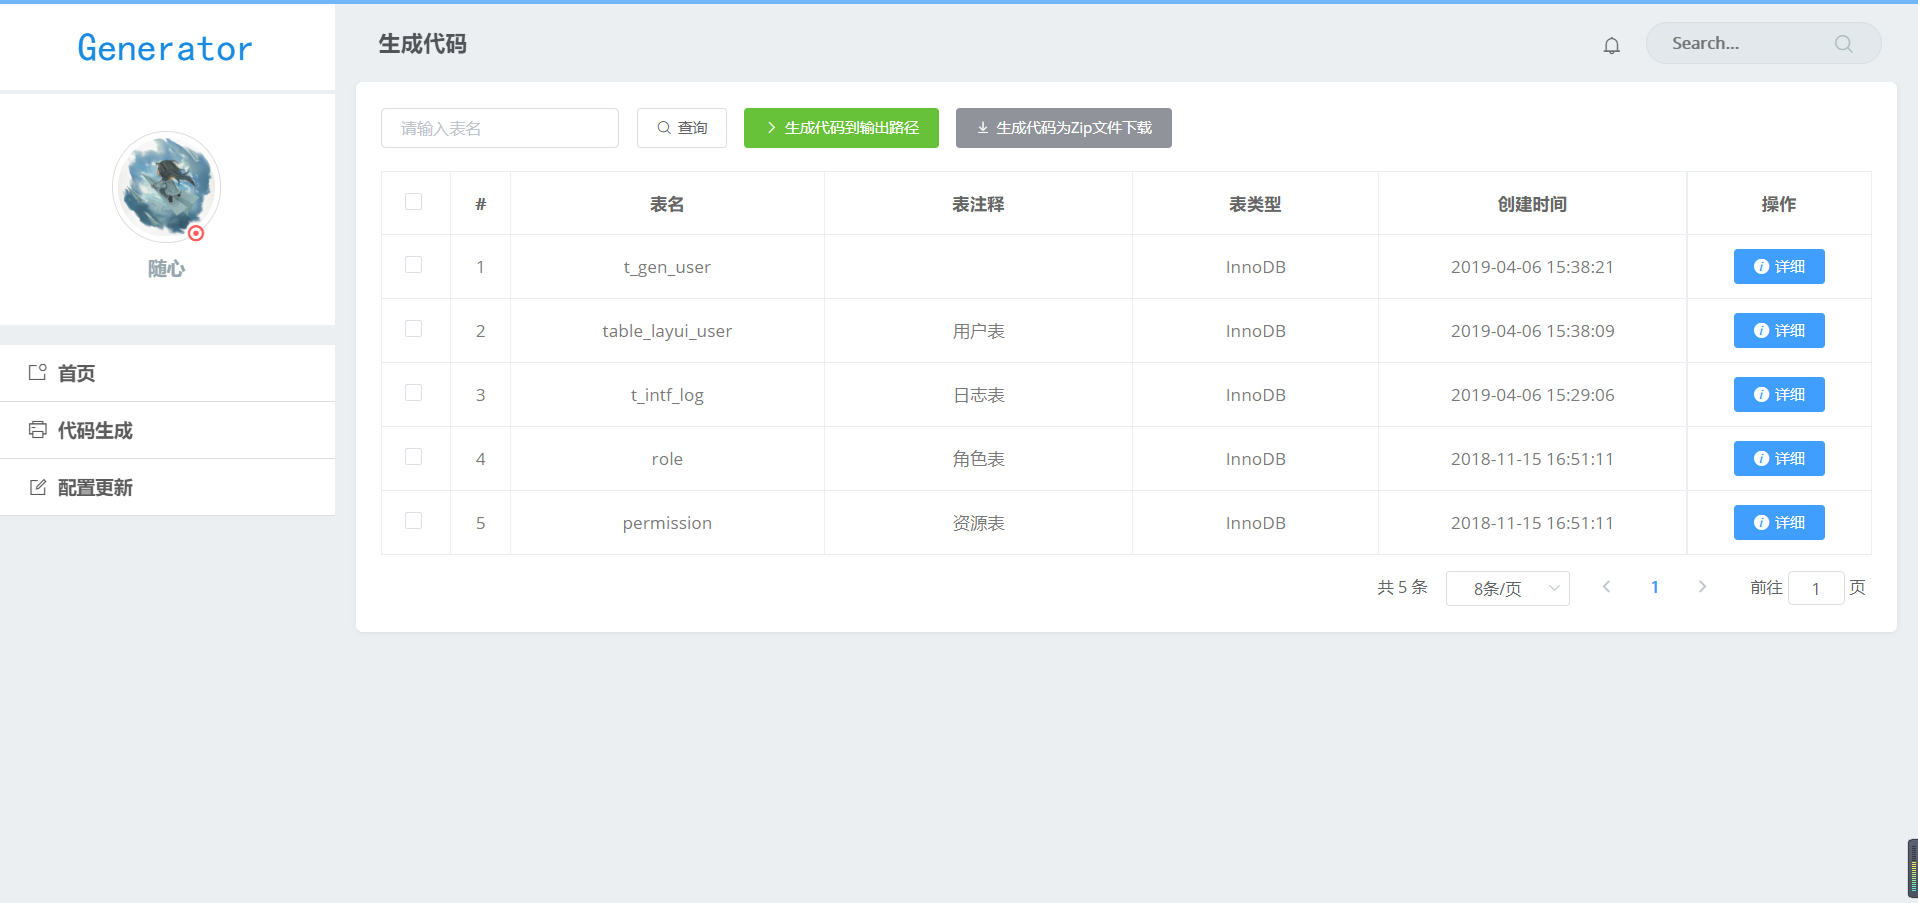 Generator
随心
首页
代码生成
配置更新
生成代码
Search...
请输入表名
查询
生成代码到输出路径
生成代码为Zip文件下载
# 表名 表注释 表类型 创建时间 操作
1 t_gen_user InnoDB 2019-04-06 15:38:21 详细
2 table_layui_user 用户表 InnoDB 2019-04-06 15:38:09 详细
3 t_intf_log 日志表 InnoDB 2019-04-06 15:29:06 详细
4 role 角色表 InnoDB 2018-11-15 16:51:11 详细
5 permission 资源表 InnoDB 2018-11-15 16:51:11 详细
共 5 条 8条/页 1 前往 1 页